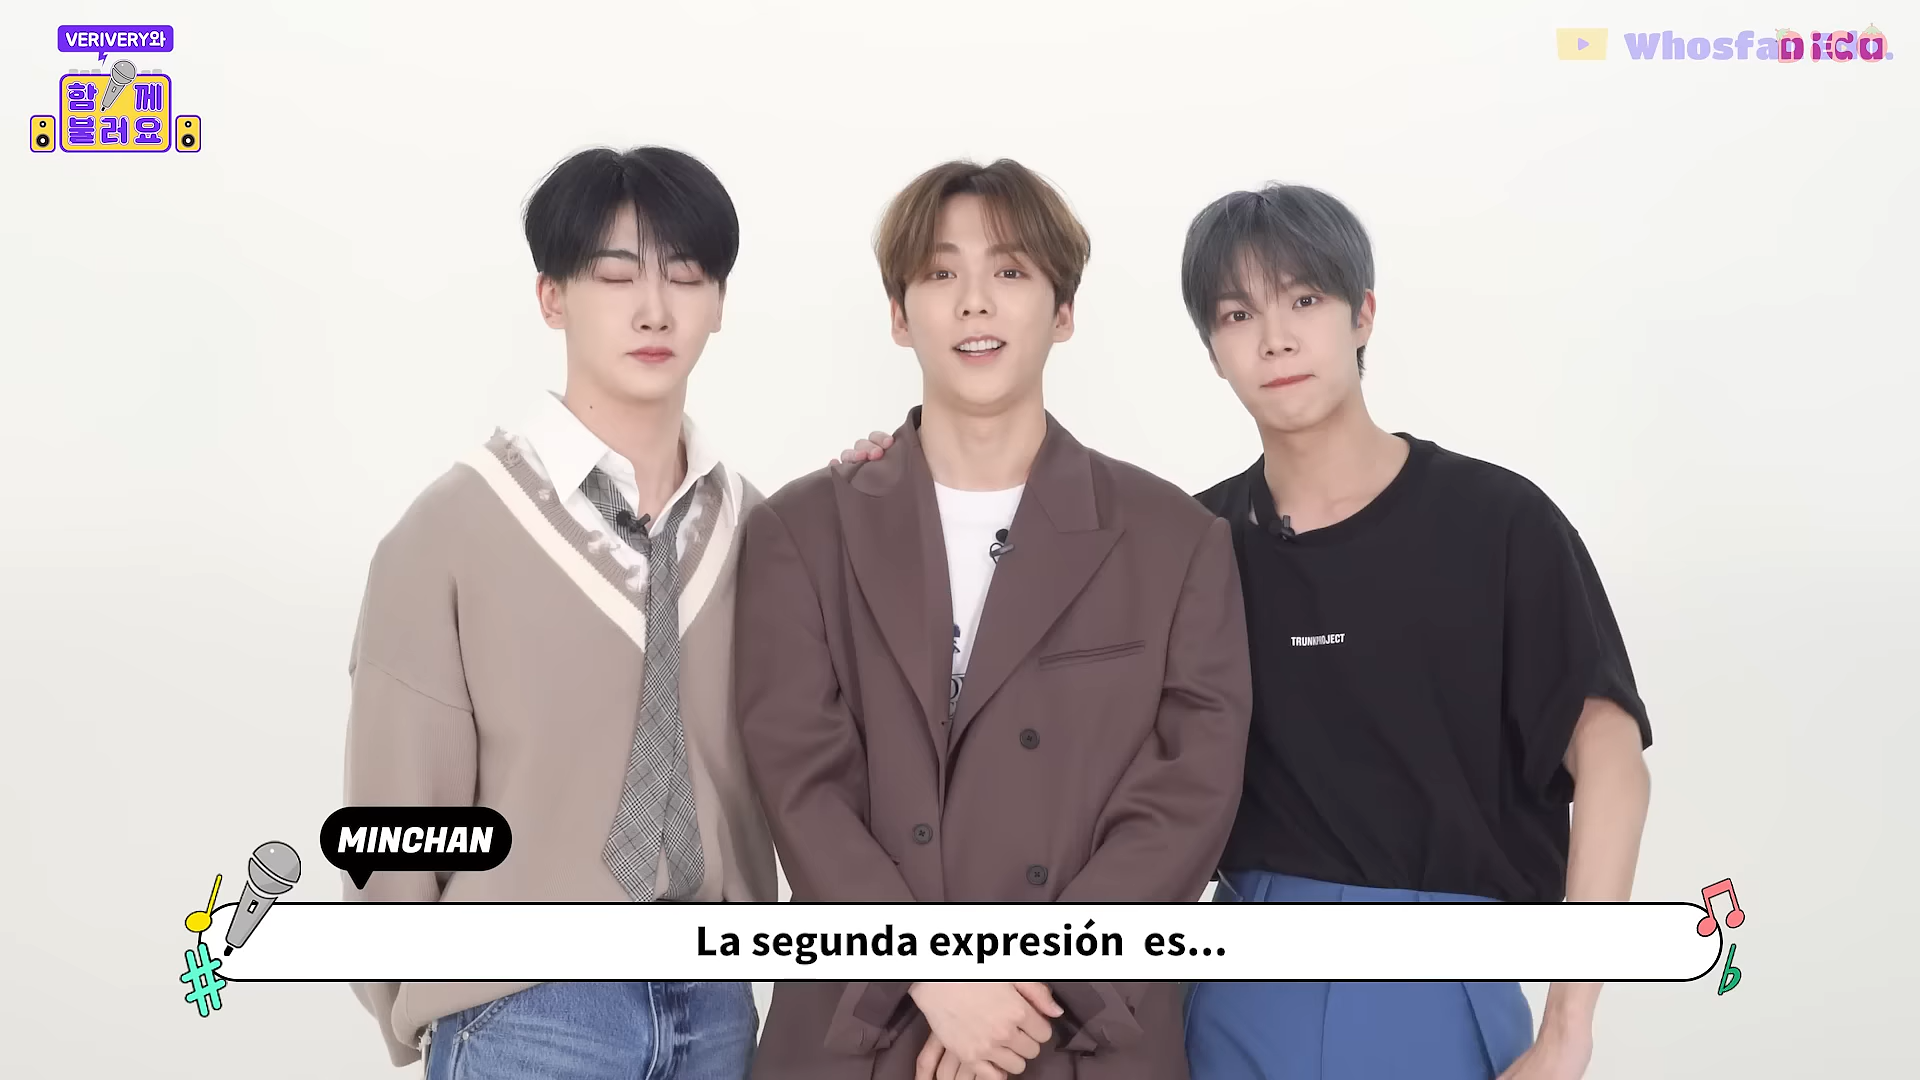 VERIVERY와
함께
불러요
Whosfan
TRUNKPROJECT
MINCHAN
La segunda expresión es...